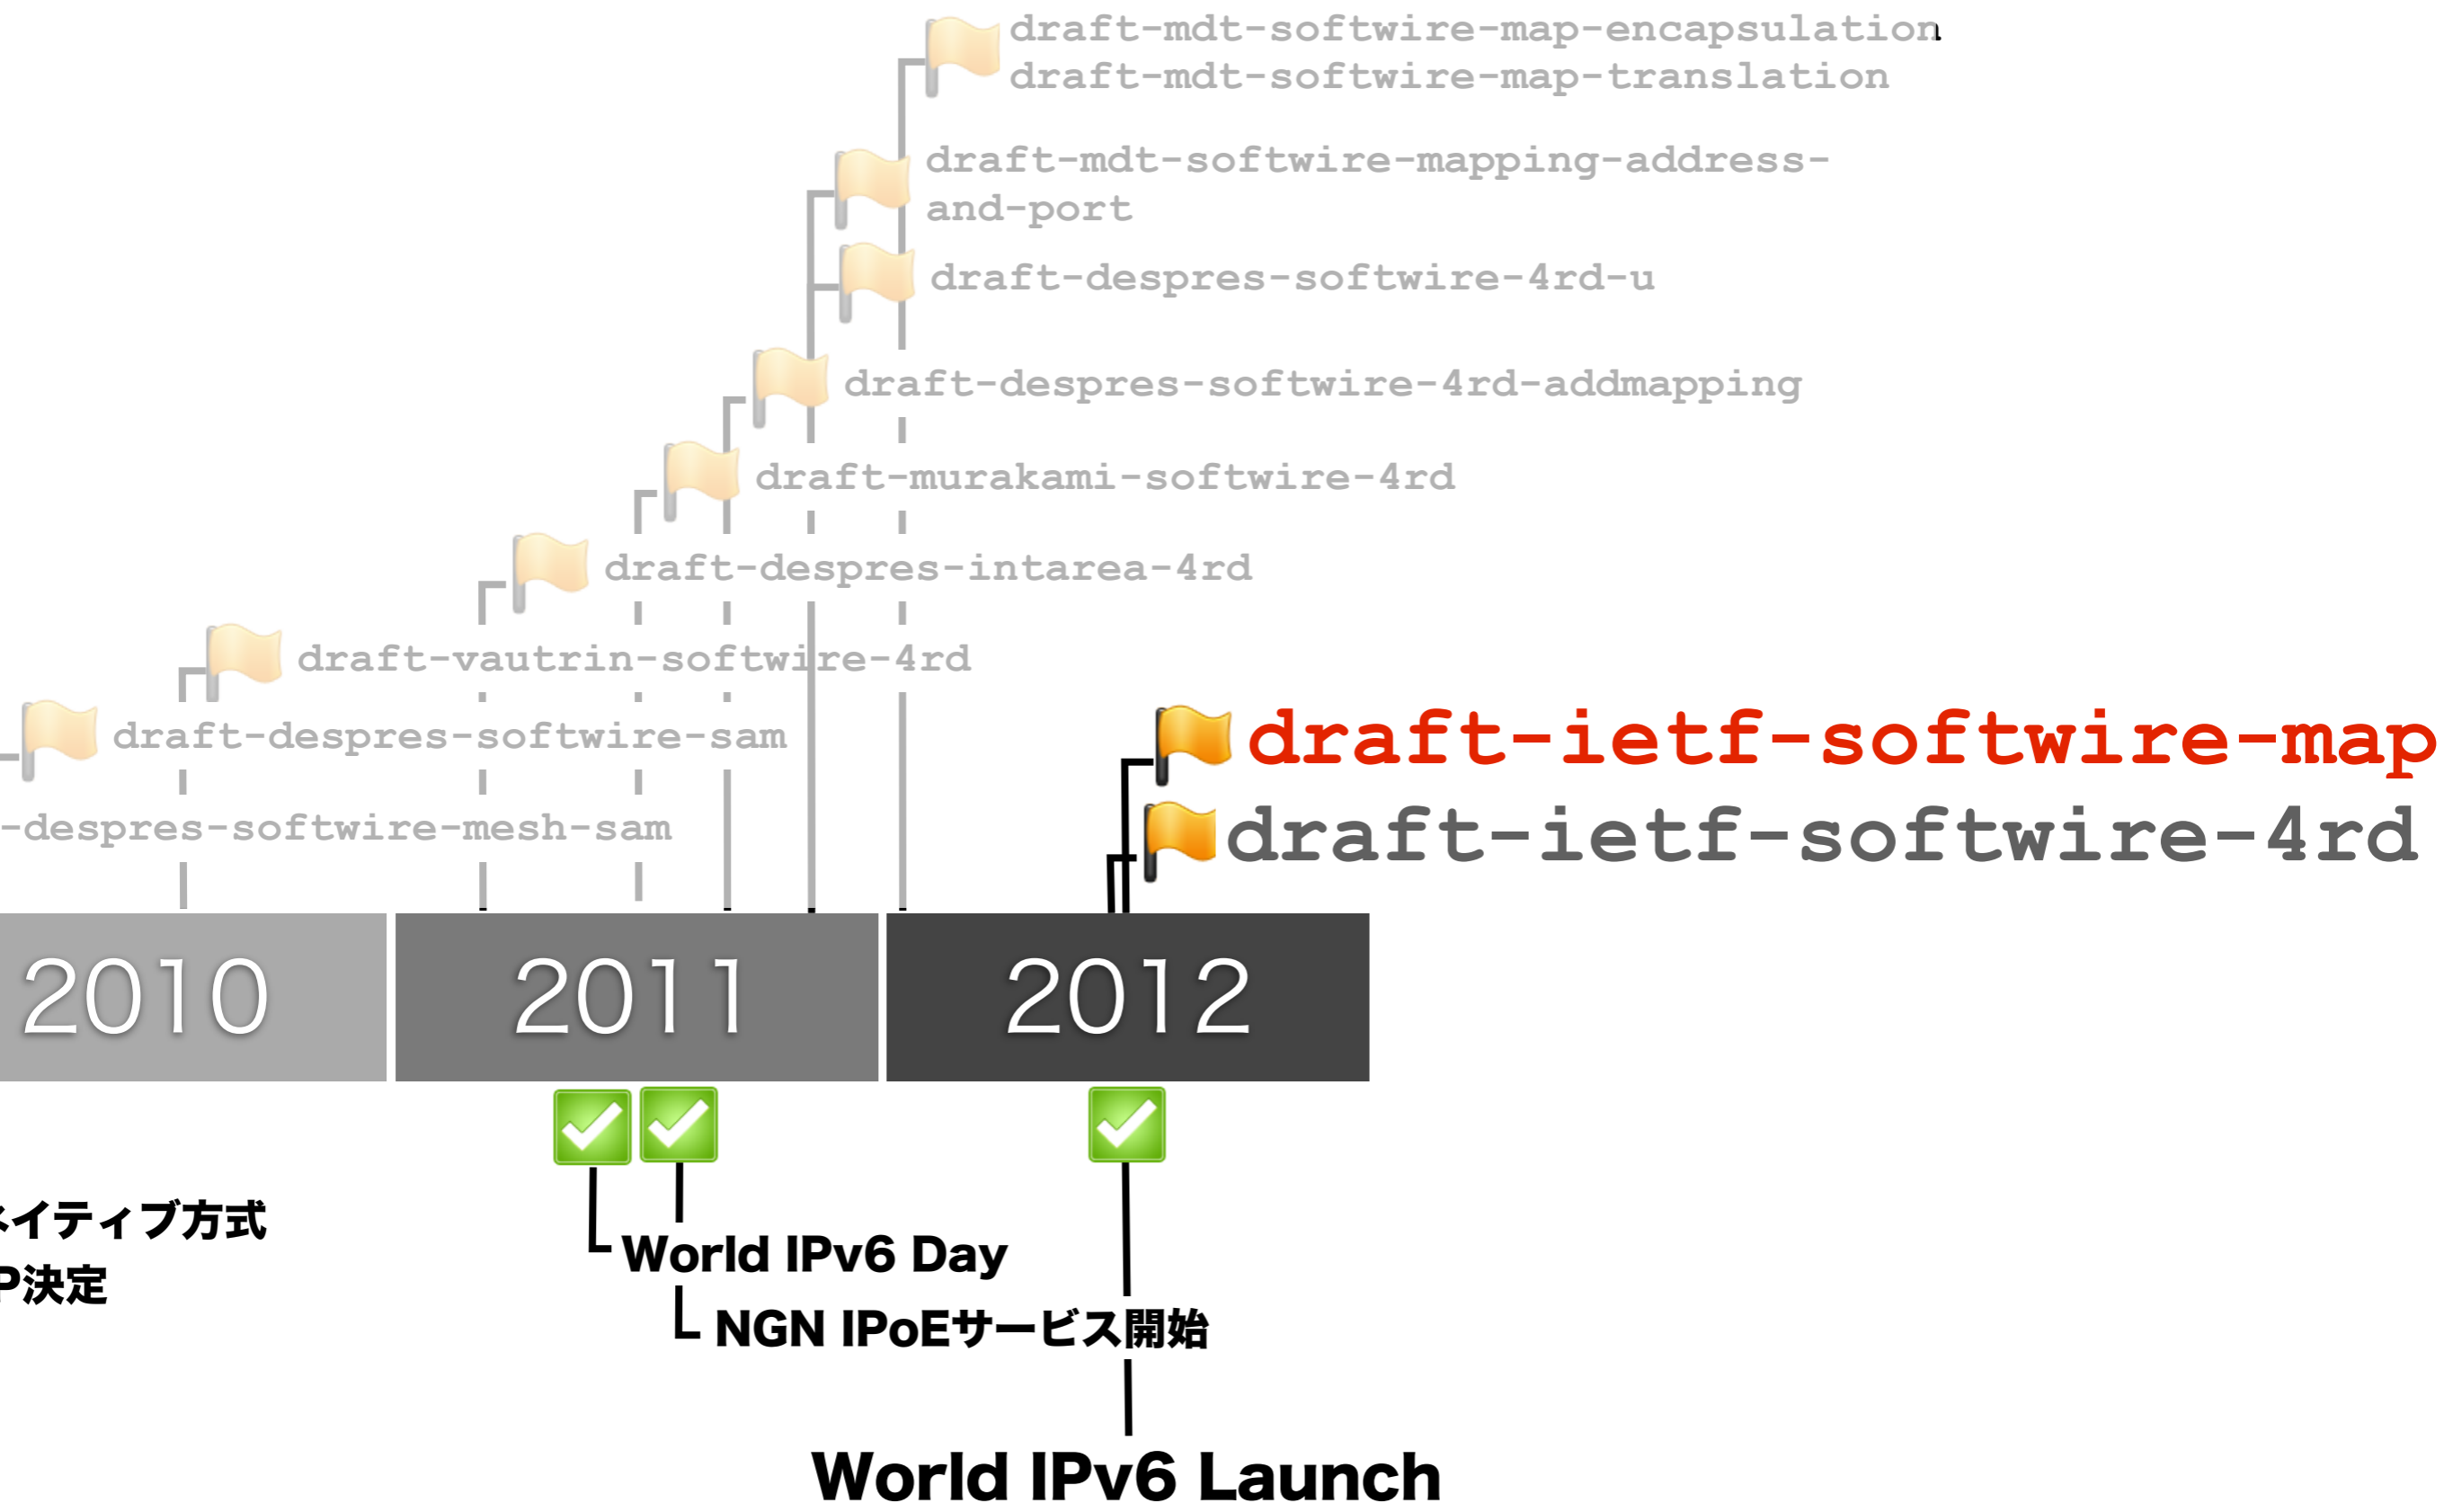 draft-mdt-softwire-map-encapsulation
draft-mdt-softwire-map-translation
draft-mdt-softwire-mapping-address-
and-port
draft-despres-softwire-4rd-u
draft-despres-softwire-4rd-addmapping
draft-murakami-softwire-4rd
draft-despres-intarea-4rd
draft-vautrin-softwire-4rd
draft-despres-softwire-sam
draft-ietf-softwire-map
-despres-softwire-mesh-sam
draft-ietf-softwire-4rd
2010
2011
2012
ネイティブ方式
P決定
World IPv6 Day
NGN IPoEサービス開始
World IPv6 Launch